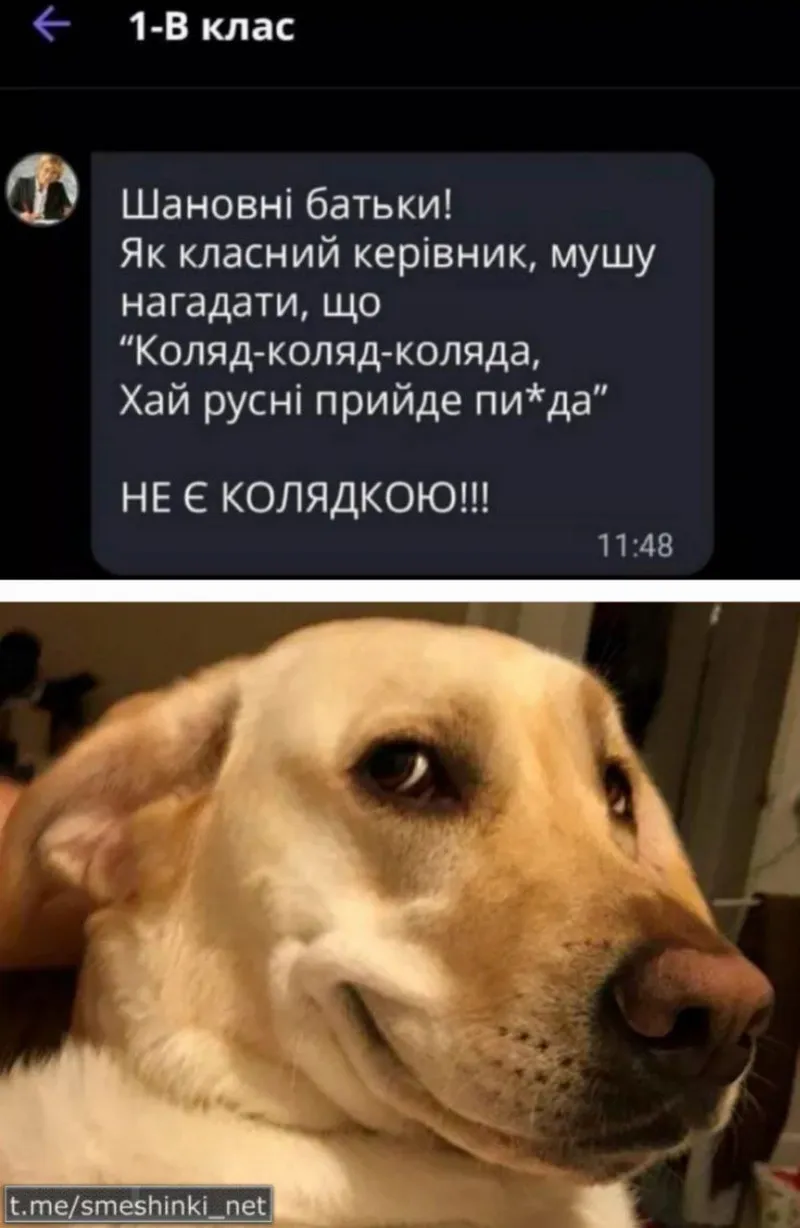 1-В клас
Шановні батьки!
Як класний керівник, мушу
нагадати, що
“Коляд-коляд-коляда,
Хай русні прийде пи*да”
НЕ Є КОЛЯДКОЮ!!!
11:48
t.me/smeshinki_net